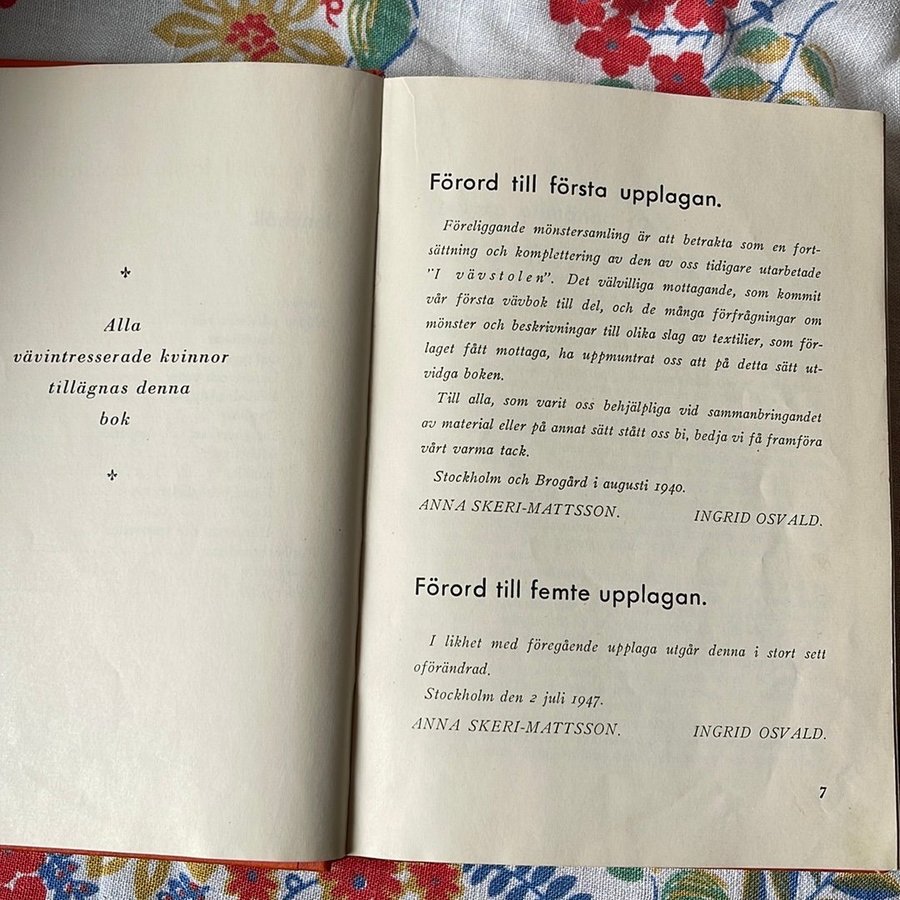 Alla
vävintresserade kvinnor
tillägnas denna
bok
Förord till första upplagan.
Föreliggande mönstersamling är att betrakta som en fort-
sättning och komplettering av den av oss tidigare utarbetade
"I vävstolen". Det välvilliga mottagande, som kommit
vår första vävbok till del, och de många förfrågningar om
mönster och beskrivningar till olika slag av textilier, som för-
laget fått mottaga, ha uppmuntrat oss att på detta sätt ut-
vidga boken.
Till alla, som varit oss behjälpliga vid sammanbringandet
av material eller på annat sätt stått oss bi, bedja vi få framföra
vårt varma tack.
Stockholm och Brogård i augusti 1940.
ANNA SKERI-MATTSSON. INGRID OSVALD.
Förord till femte upplagan.
I likhet med föregående upplaga utgår denna i stort sett
oförändrad.
Stockholm den 2 juli 1947.
ANNA SKERI-MATTSSON. INGRID OSVALD.
7